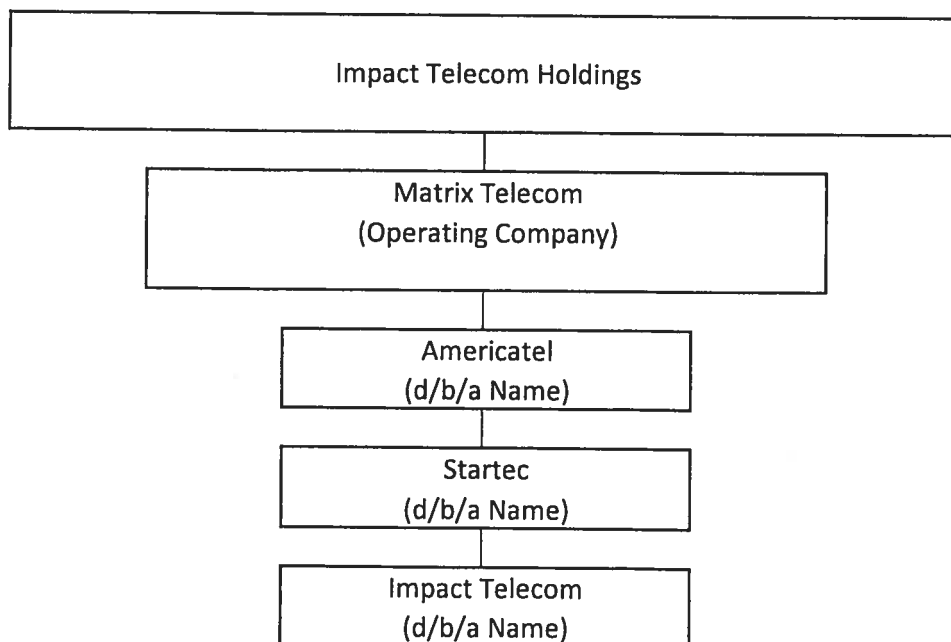 Impact Telecom Holdings
Matrix Telecom
(Operating Company)
Americatel
(d/b/a Name)
Startec
(d/b/a Name)
Impact Telecom
(d/b/a Name)